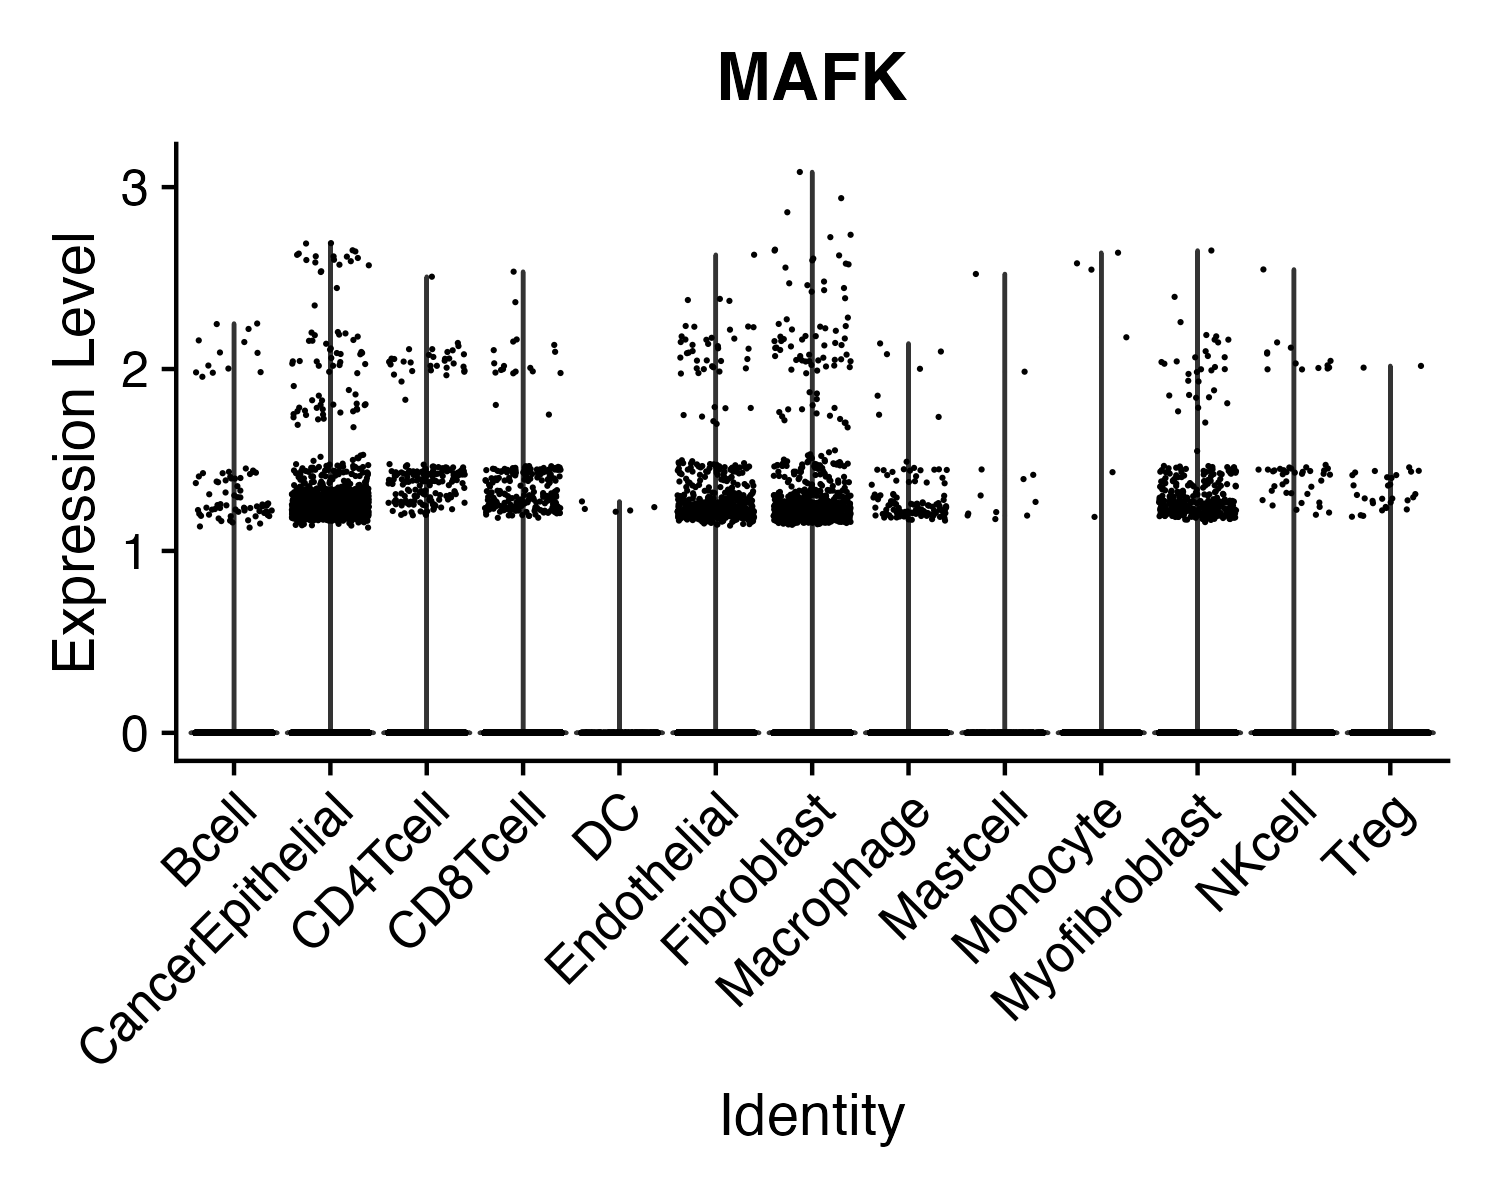 MAFK
Expression Level
3
2
1
0
Bcell
CancerEpithelial
CD4Tcell
CD8Tcell
DC
Endothelial
Fibroblast
Macrophage
Mastcell
Monocyte
Myofibroblast
NKcell
Treg
Identity